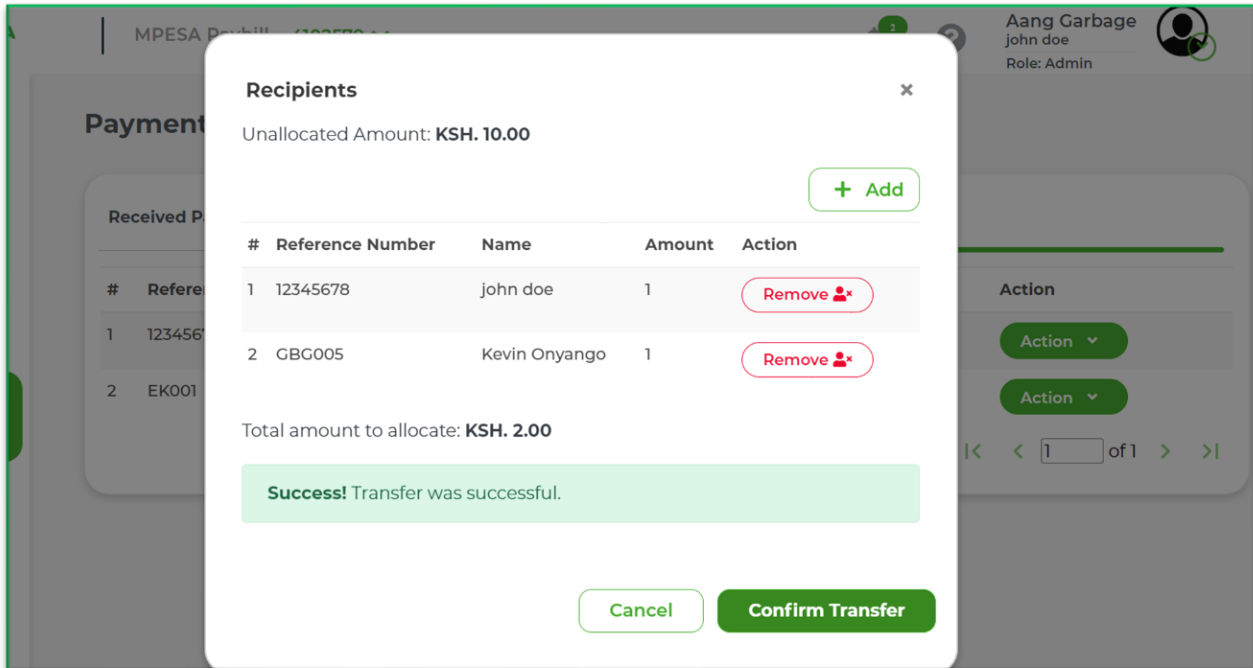 MPESA
2
?
Aang Garbage
john doe
Role: Admin
Recipients
×
Unallocated Amount: KSH. 10.00
+ Add
# Reference Number Name Amount Action
1 12345678 john doe 1 Remove
2 GBG005 Kevin Onyango 1 Remove
Total amount to allocate: KSH. 2.00
Success! Transfer was successful.
Cancel Confirm Transfer
Payment
Received P
# Refere Action
1 123456 Action
2 EK001 Action
1 of 1